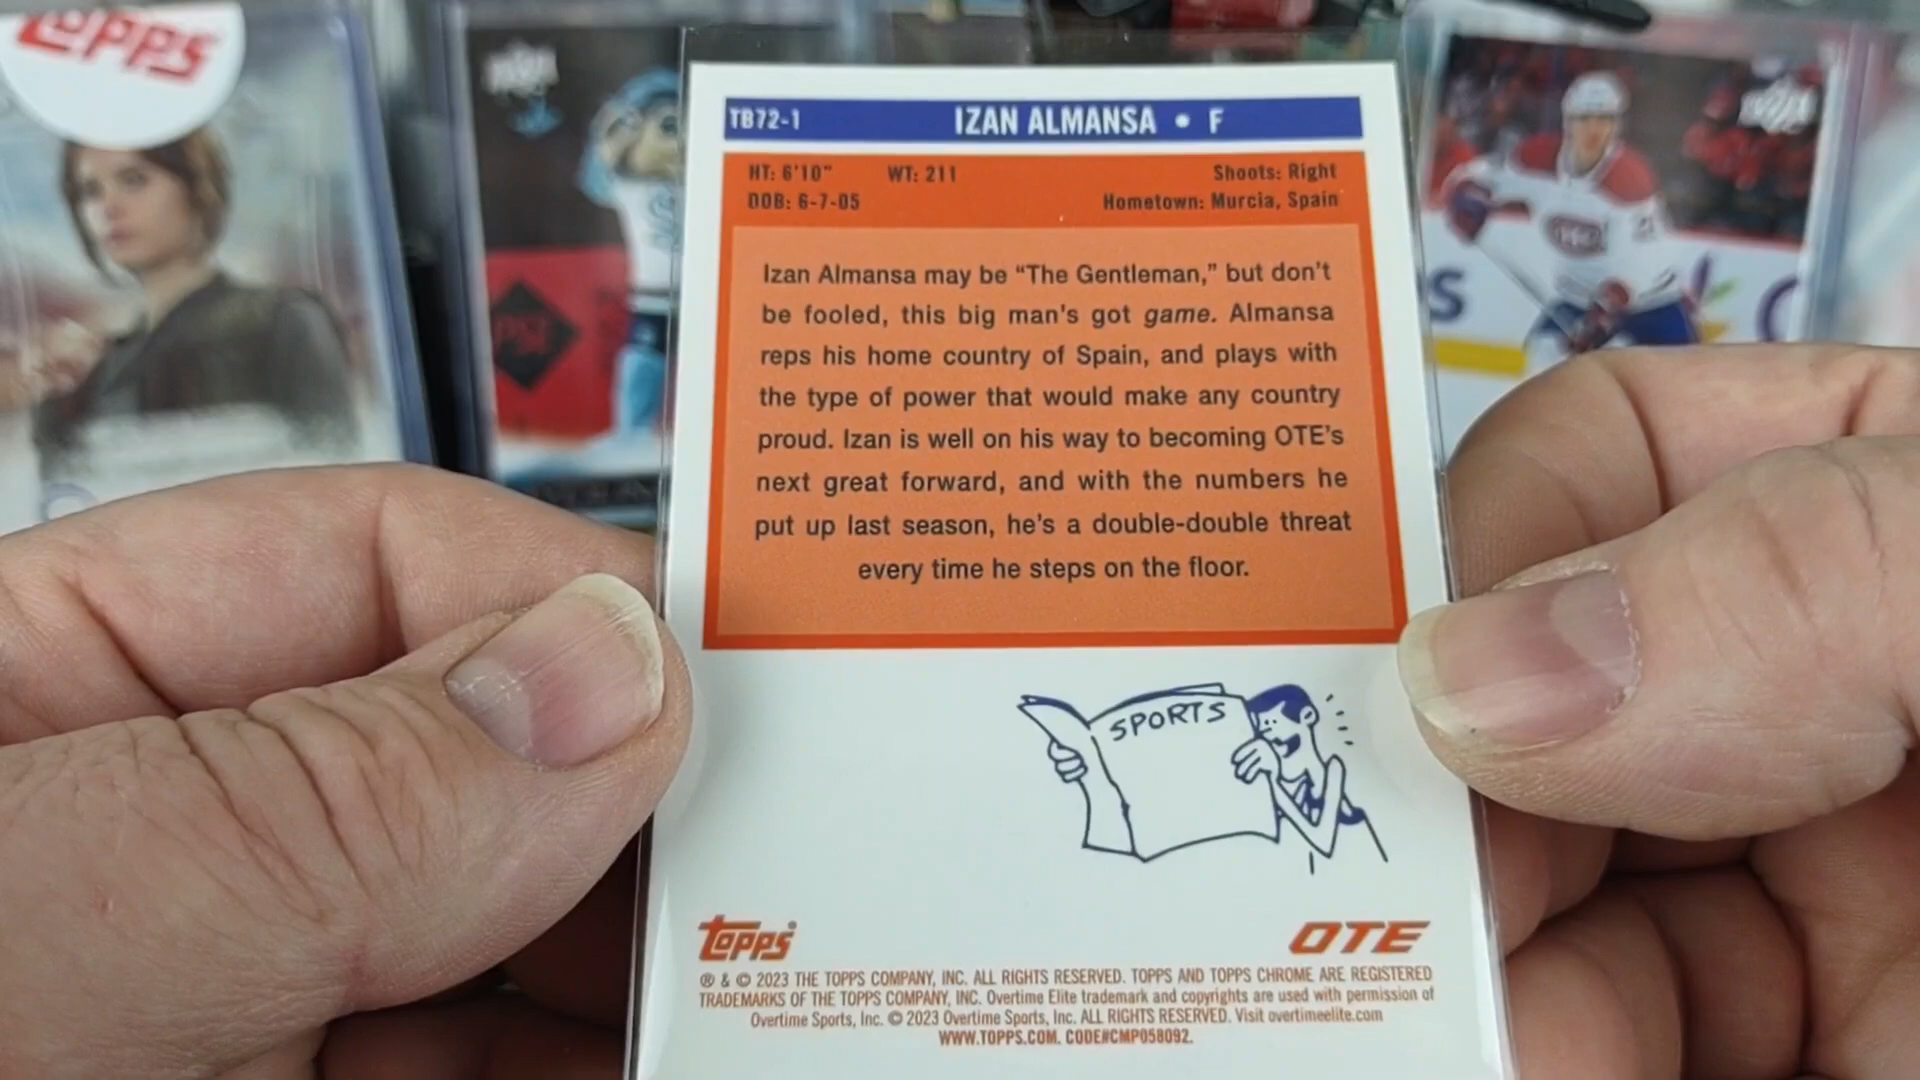 TOPPS
TB72-1 IZAN ALMANSA • F
HT: 6'10" WT: 211 Shoots: Right
DOB: 6-7-05 Hometown: Murcia, Spain
Izan Almansa may be “The Gentleman,” but don’t
be fooled, this big man’s got game. Almansa
reps his home country of Spain, and plays with
the type of power that would make any country
proud. Izan is well on his way to becoming OTE’s
next great forward, and with the numbers he
put up last season, he’s a double-double threat
every time he steps on the floor.
SPORTS
TOPPS OTE
® & © 2023 THE TOPPS COMPANY, INC. ALL RIGHTS RESERVED. TOPPS AND TOPPS CHROME ARE REGISTERED
TRADEMARKS OF THE TOPPS COMPANY, INC. Overtime Elite trademark and copyrights are used with permission of
Overtime Sports, Inc. © 2023 Overtime Sports, Inc. ALL RIGHTS RESERVED. Visit overtimeelite.com
WWW.TOPPS.COM. CODE#CMP058092.